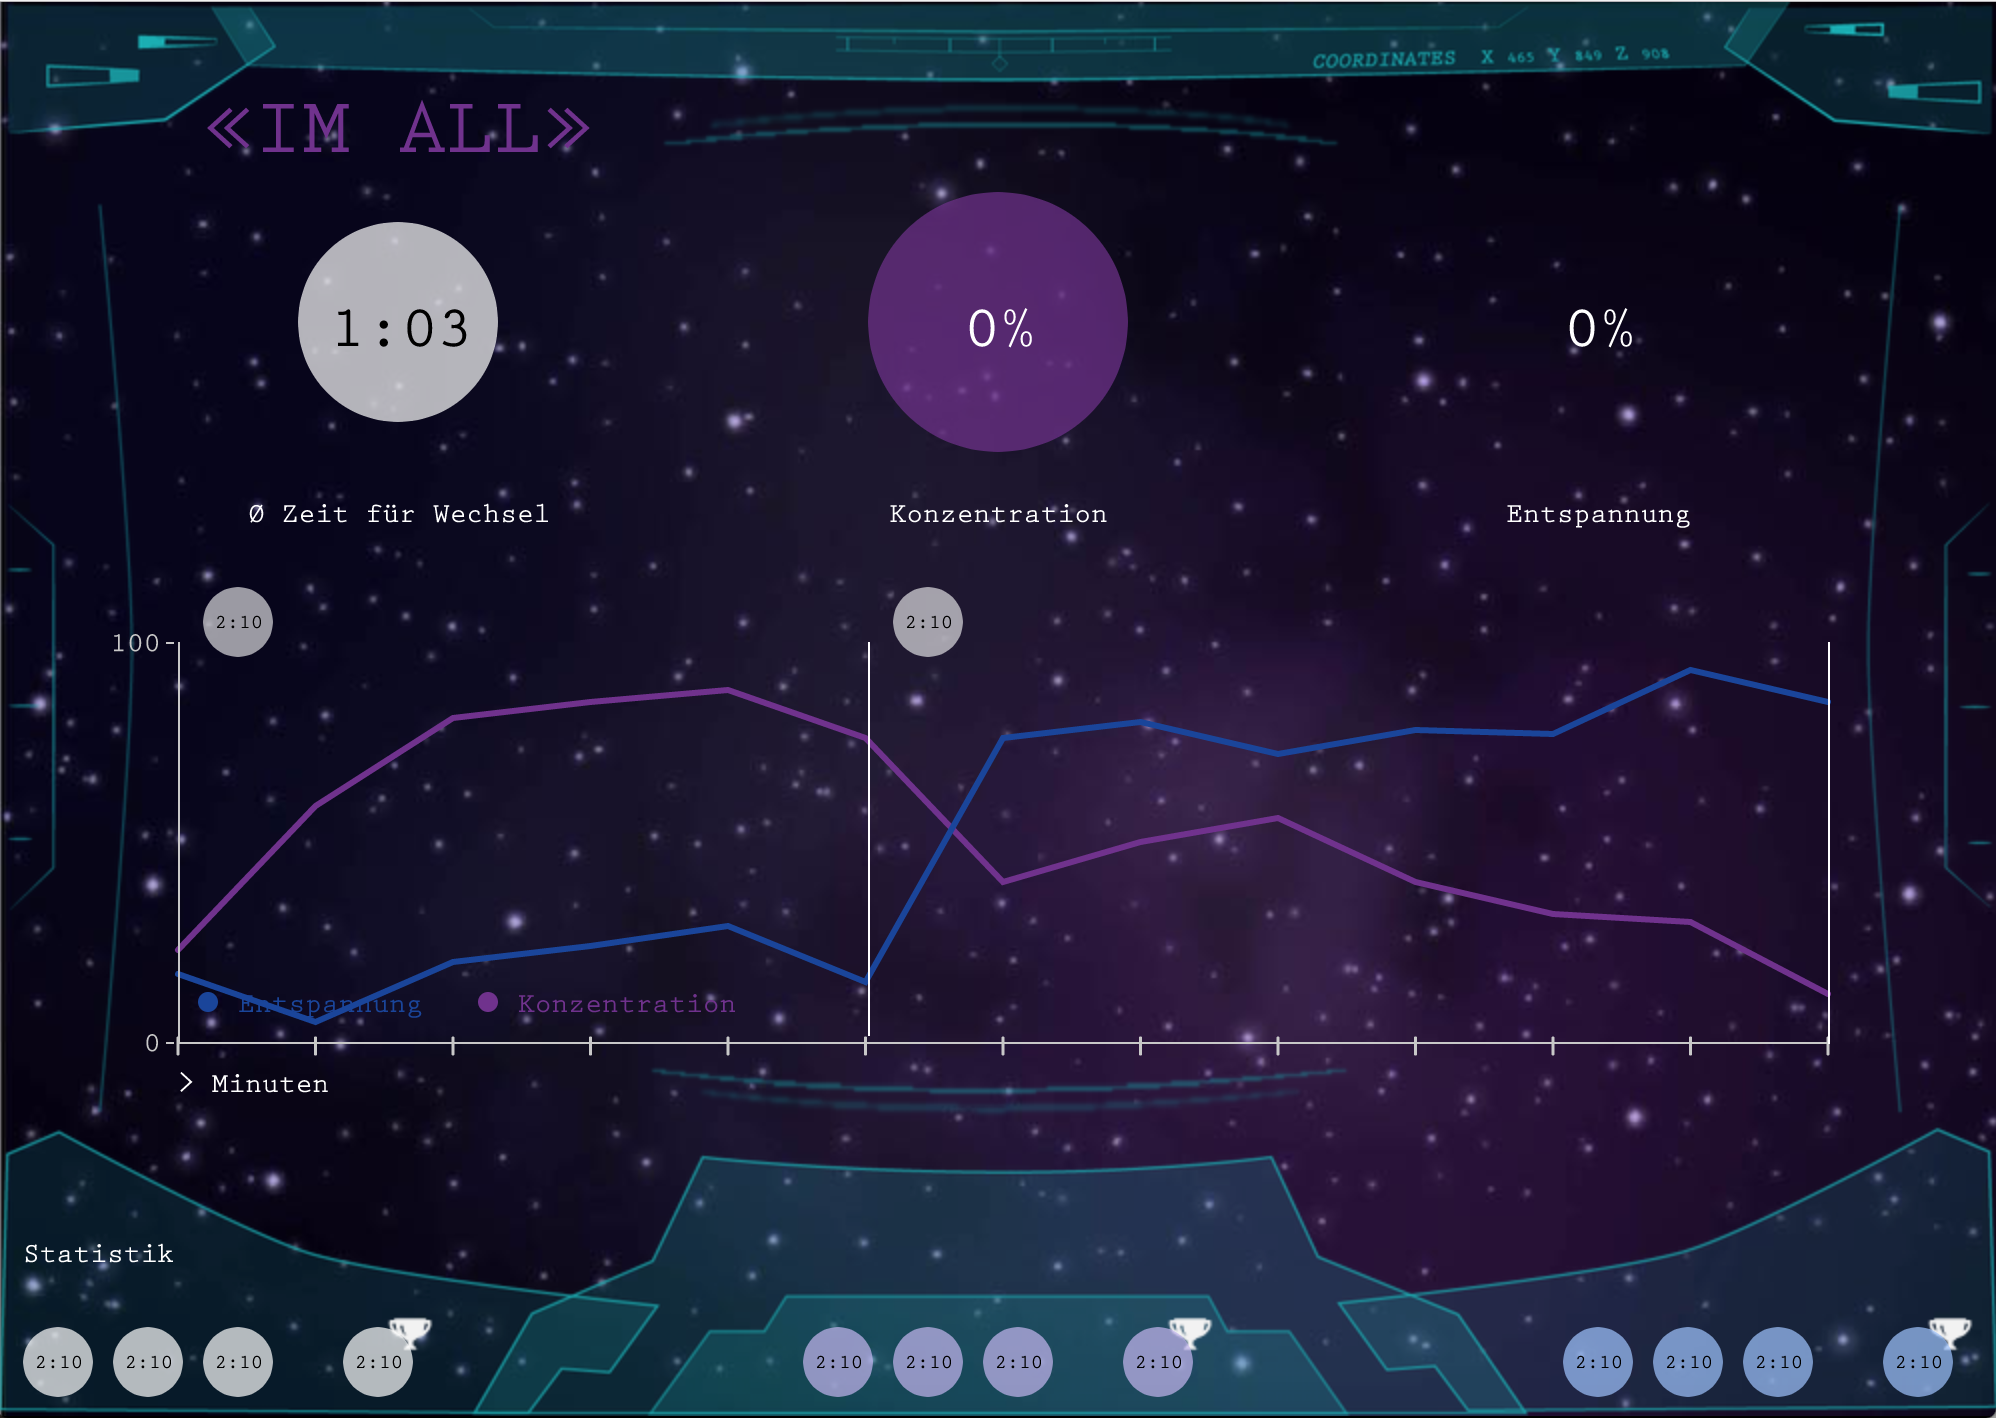 COORDINATES X 465 Y 849 Z 908
«IM ALL»
1:03
0%
0%
Ø Zeit für Wechsel
Konzentration
Entspannung
2:10
2:10
100
Entspannung
Konzentration
0
> Minuten
Statistik
2:10 2:10 2:10 2:10
2:10 2:10 2:10 2:10
2:10 2:10 2:10 2:10